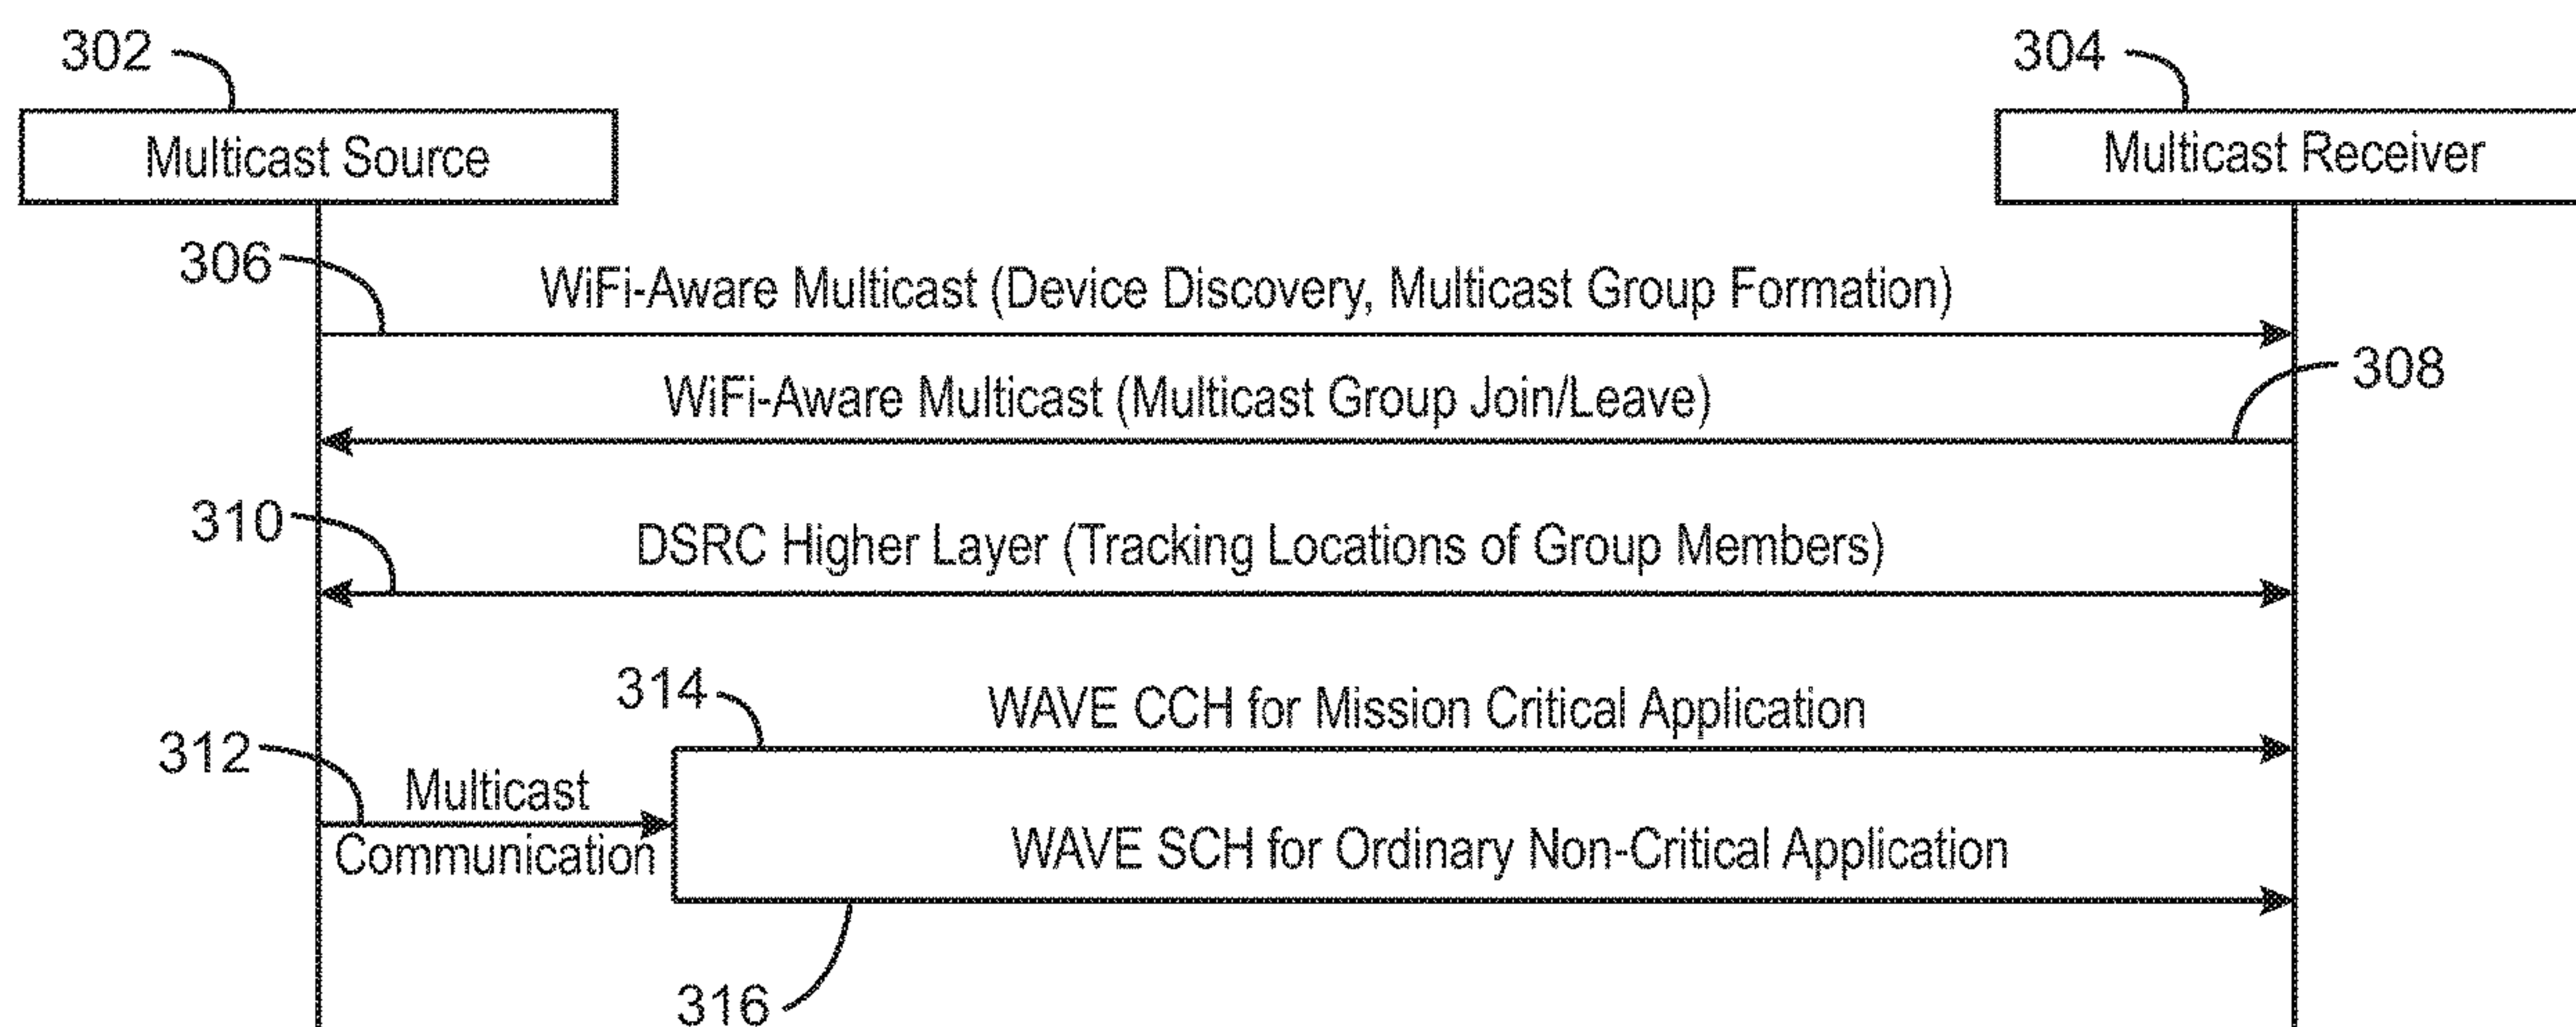 302
304
Multicast Source
Multicast Receiver
306
WiFi-Aware Multicast (Device Discovery, Multicast Group Formation)
WiFi-Aware Multicast (Multicast Group Join/Leave)
308
310
DSRC Higher Layer (Tracking Locations of Group Members)
314
WAVE CCH for Mission Critical Application
312
Multicast
Communication
WAVE SCH for Ordinary Non-Critical Application
316